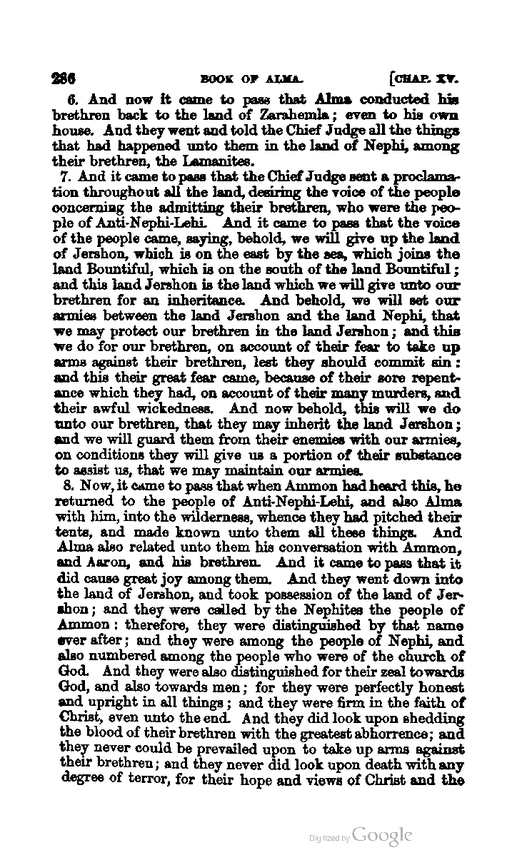 286 BOOK OF ALMA. [CHAP. XV.
6. And now it came to pass that Alma conducted his
brethren back to the land of Zarahemla; even to his own
house. And they went and told the Chief Judge all the things
that had happened unto them in the land of Nephi, among
their brethren, the Lamanites.
7. And it came to pass that the Chief Judge sent a proclama-
tion throughout all the land, desiring the voice of the people
concerning the admitting their brethren, who were the peo-
ple of Anti-Nephi-Lehi. And it came to pass that the voice
of the people came, saying, behold, we will give up the land
of Jershon, which is on the east by the sea, which joins the
land Bountiful, which is on the south of the land Bountiful;
and this land Jershon is the land which we will give unto our
brethren for an inheritance. And behold, we will set our
armies between the land Jershon and the land Nephi, that
we may protect our brethren in the land Jershon; and this
we do for our brethren, on account of their fear to take up
arms against their brethren, lest they should commit sin:
and this their great fear came, because of their sore repent-
ance which they had, on account of their many murders, and
their awful wickedness. And now behold, this will we do
unto our brethren, that they may inherit the land Jershon;
and we will guard them from their enemies with our armies,
on conditions they will give us a portion of their substance
to assist us, that we may maintain our armies.
8. Now, it came to pass that when Ammon had heard this, he
returned to the people of Anti-Nephi-Lehi, and also Alma
with him, into the wilderness, whence they had pitched their
tents, and made known unto them all these things. And
Alma also related unto them his conversation with Ammon,
and Aaron, and his brethren. And it came to pass that it
did cause great joy among them. And they went down into
the land of Jershon, and took possession of the land of Jer-
shon; and they were called by the Nephites the people of
Ammon: therefore, they were distinguished by that name
ever after; and they were among the people of Nephi, and
also numbered among the people who were of the church of
God. And they were also distinguished for their zeal towards
God, and also towards men; for they were perfectly honest
and upright in all things; and they were firm in the faith of
Christ, even unto the end. And they did look upon shedding
the blood of their brethren with the greatest abhorrence; and
they never could be prevailed upon to take up arms against
their brethren; and they never did look upon death with any
degree of terror, for their hope and views of Christ and the
Digitized by Google